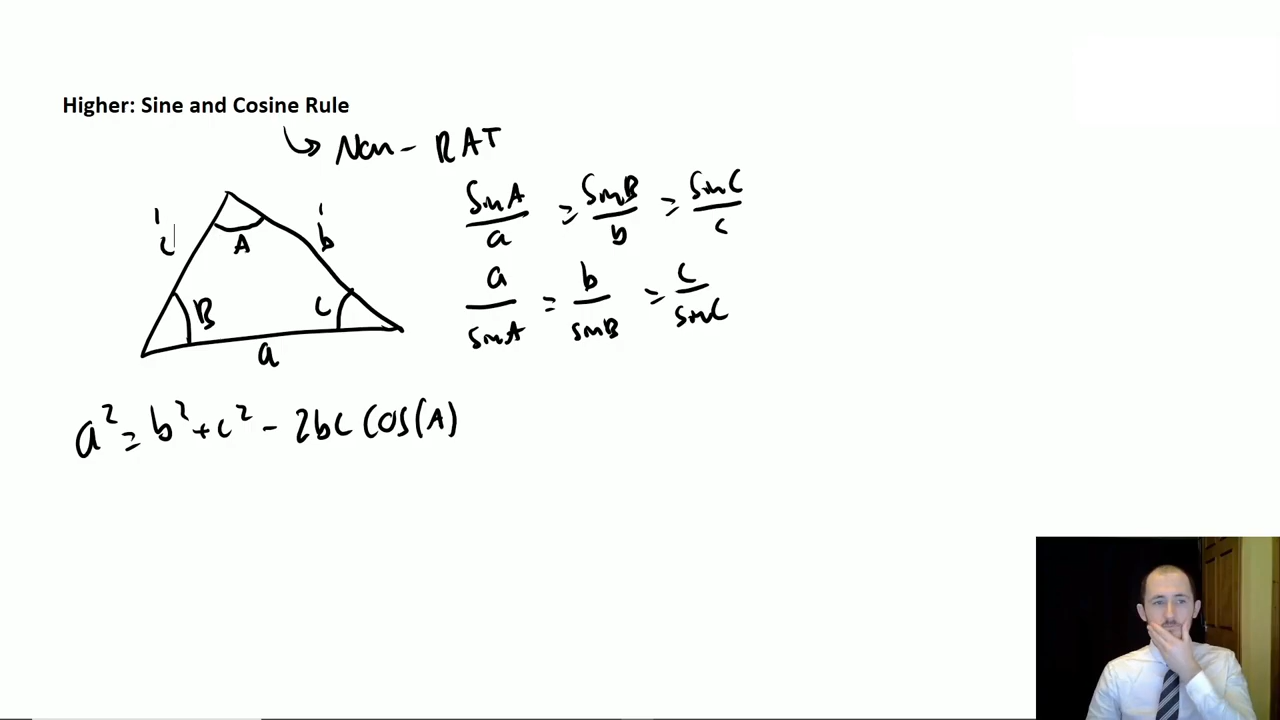 Higher: Sine and Cosine Rule
Non - RAT
SinA/a = SinB/b = SinC/c
a/sinA = b/sinB = c/sinC
c
A
b
B
C
a
a² = b² + c² - 2bc Cos(A)